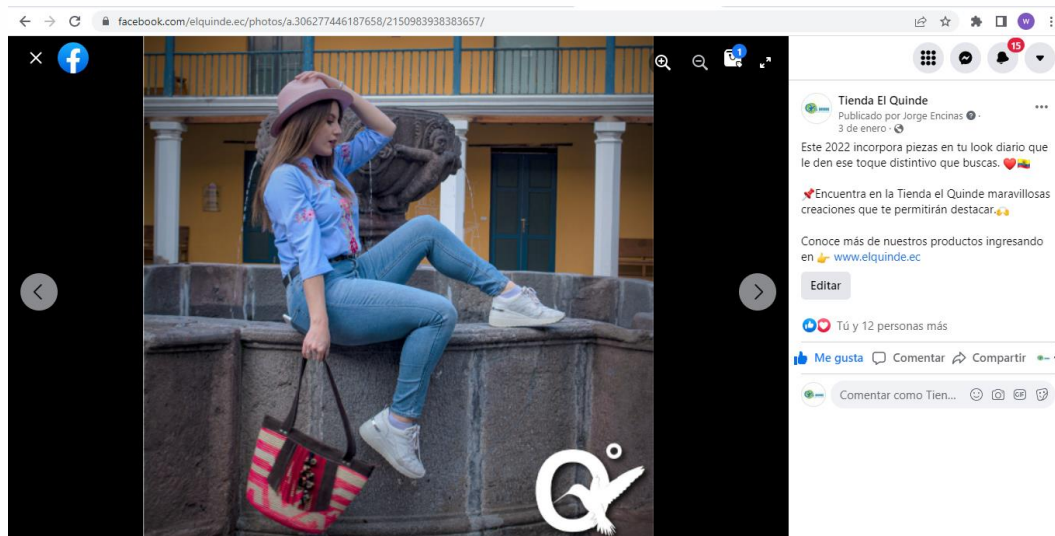 facebook.com/elquinde.ec/photos/a.306277446187658/2150983938383657/
W
1
15
Tienda El Quinde
Publicado por Jorge Encinas
3 de enero ·
Este 2022 incorpora piezas en tu look diario que
le den ese toque distintivo que buscas. ❤️🇪🇨
📌Encuentra en la Tienda el Quinde maravillosas
creaciones que te permitirán destacar.🙌
Conoce más de nuestros productos ingresando
en 👉 www.elquinde.ec
Editar
Tú y 12 personas más
Me gusta Comentar Compartir
Comentar como Tien... GIF
Q